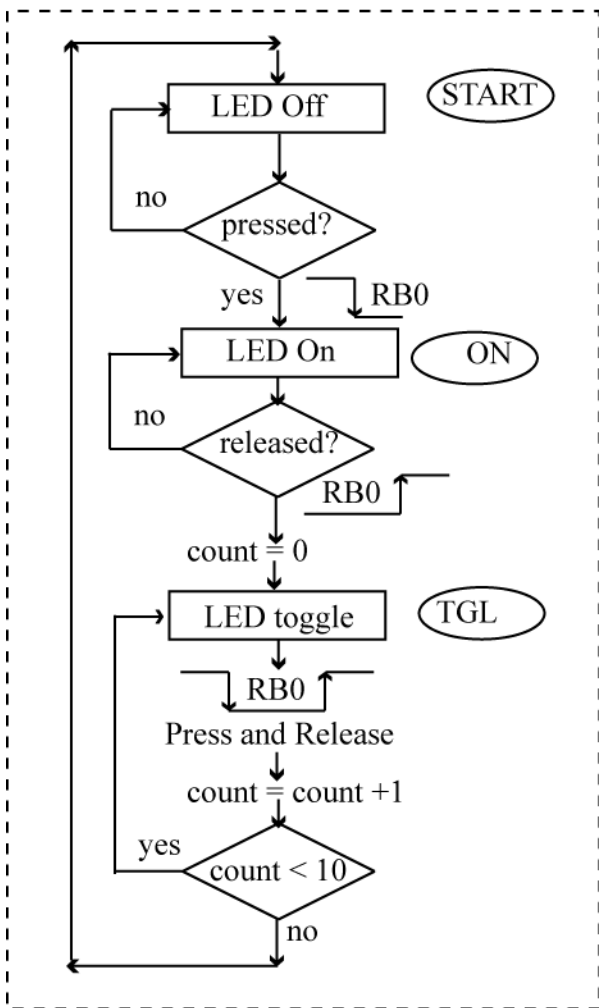 LED Off
START
no
pressed?
yes
RB0
LED On
ON
no
released?
RB0
count = 0
LED toggle
TGL
RB0
Press and Release
count = count +1
yes
count < 10
no